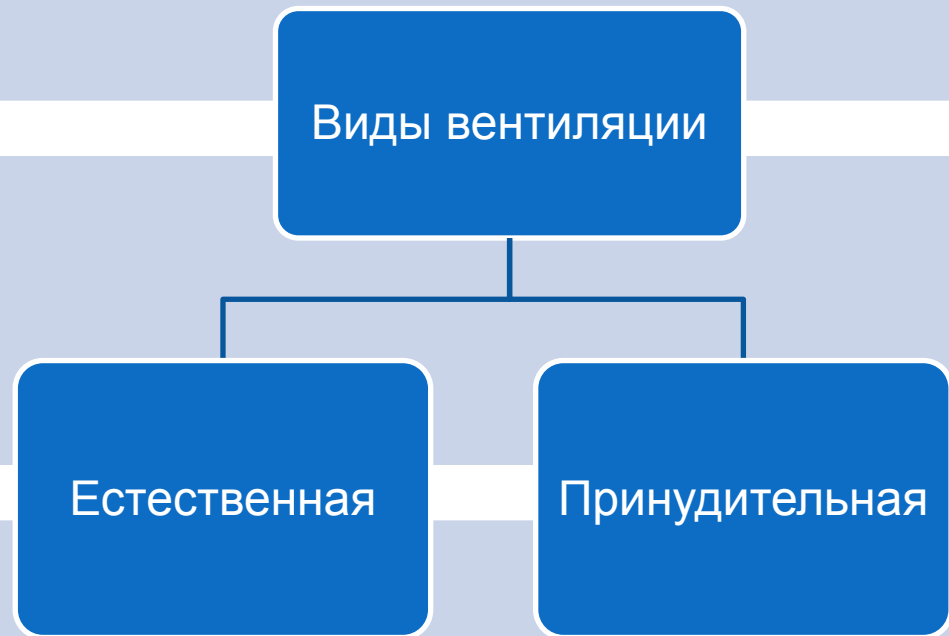 Виды вентиляции
Естественная
Принудительная